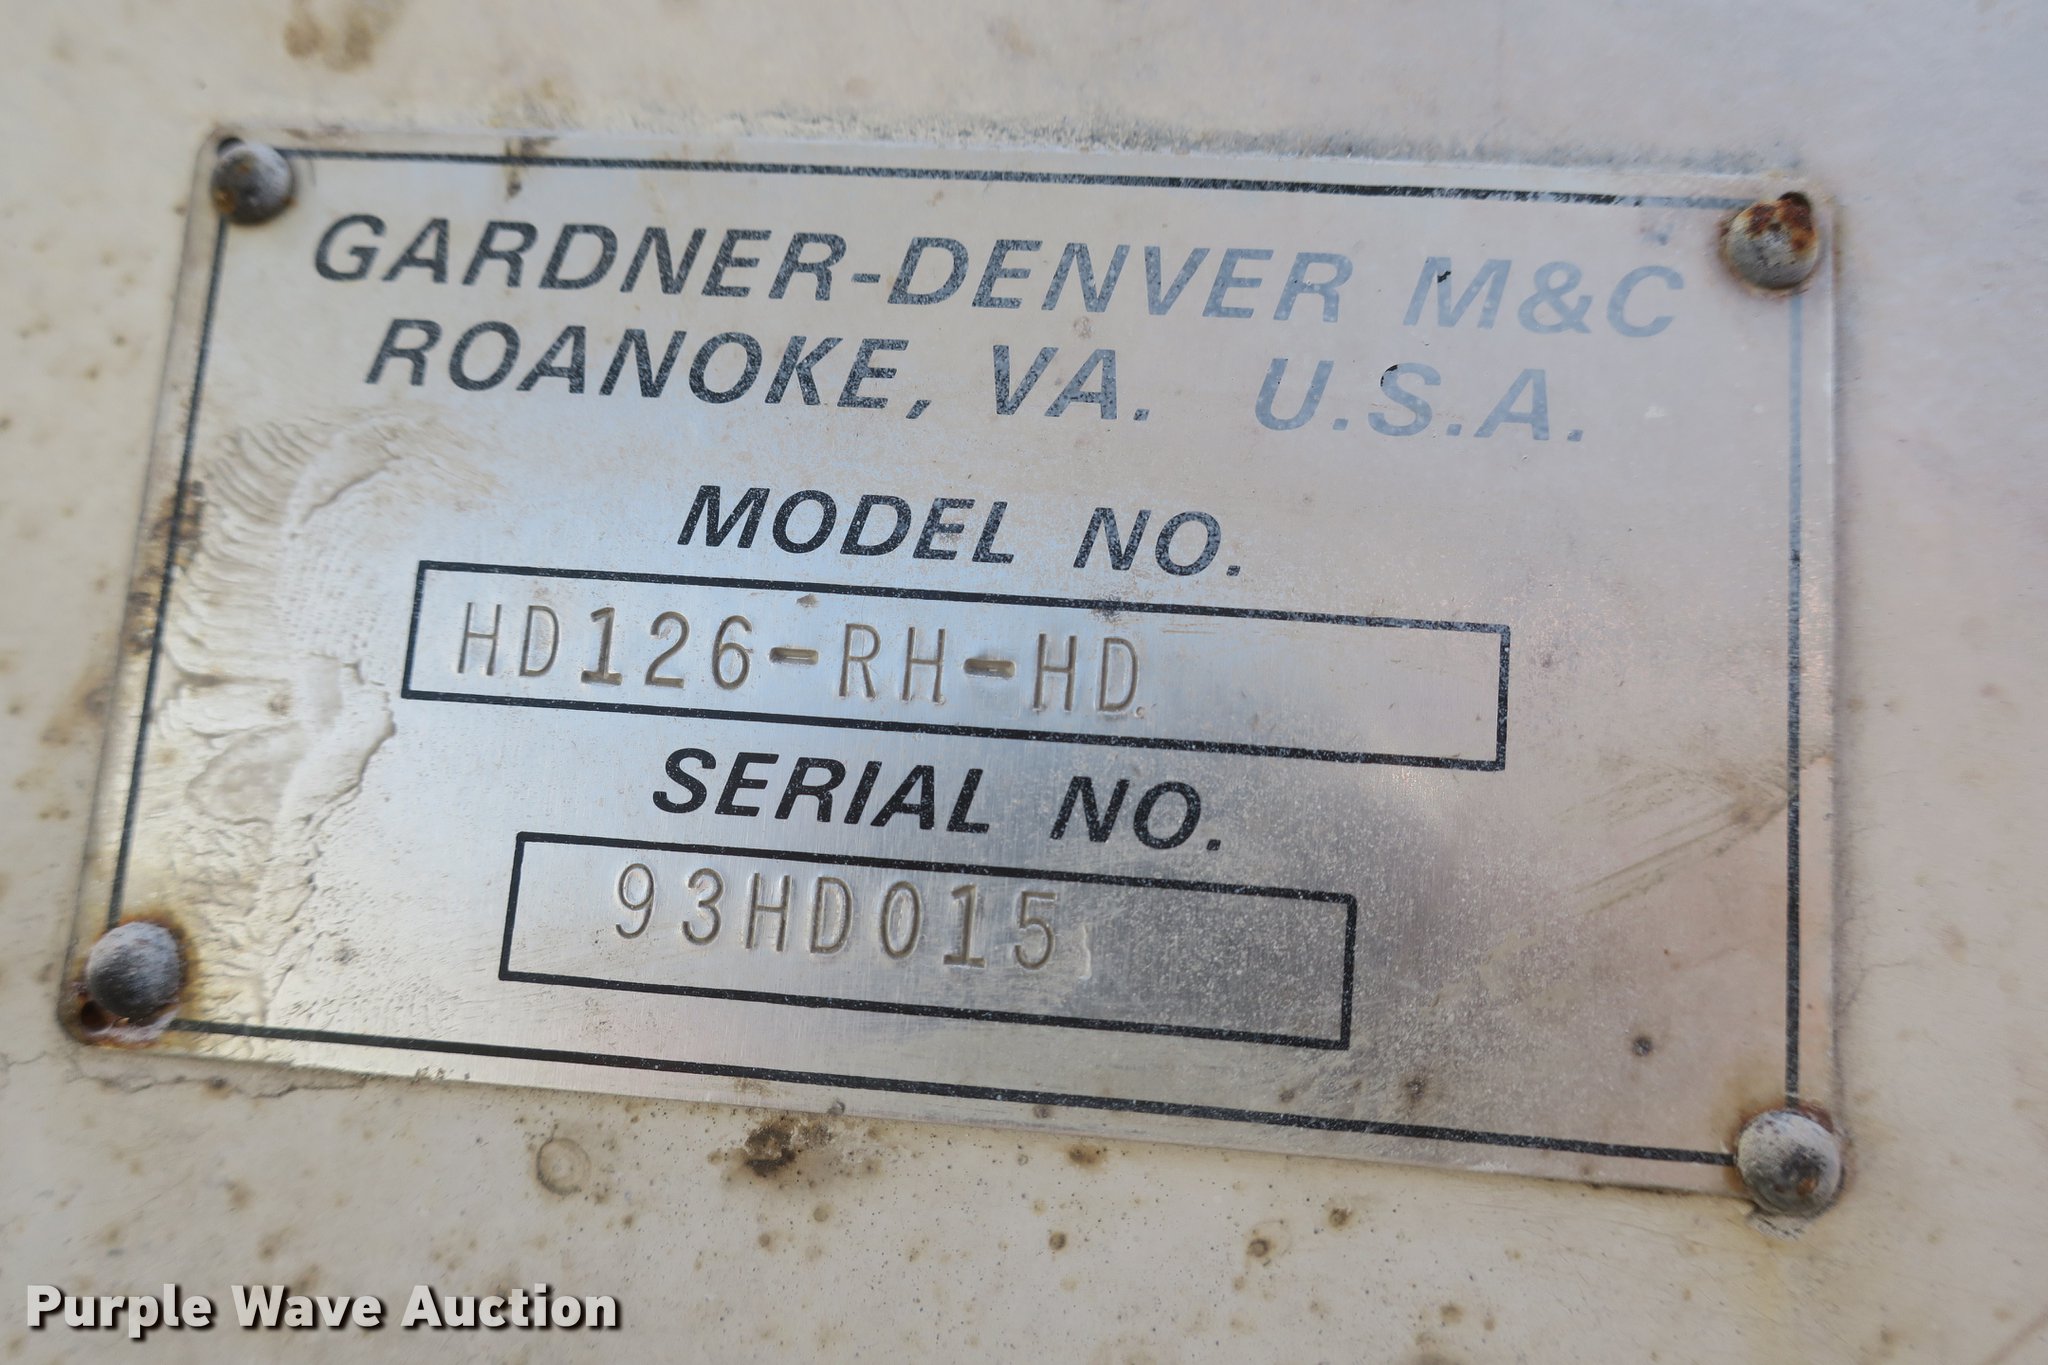 GARDNER-DENVER M&C
ROANOKE, VA. U.S.A.
MODEL NO.
HD126-RH-HD
SERIAL NO.
93HD015
Purple Wave Auction